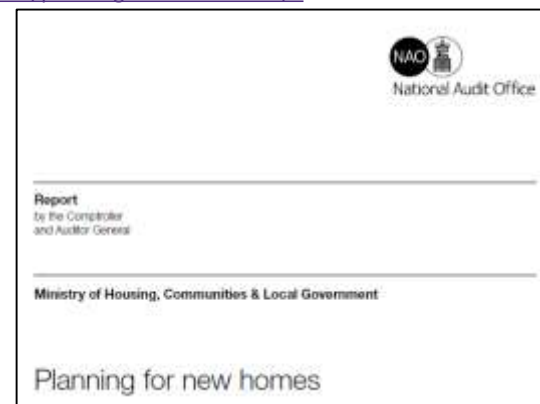 NAO
National Audit Office
Report
by the Comptroller
and Auditor General
Ministry of Housing, Communities & Local Government
Planning for new homes